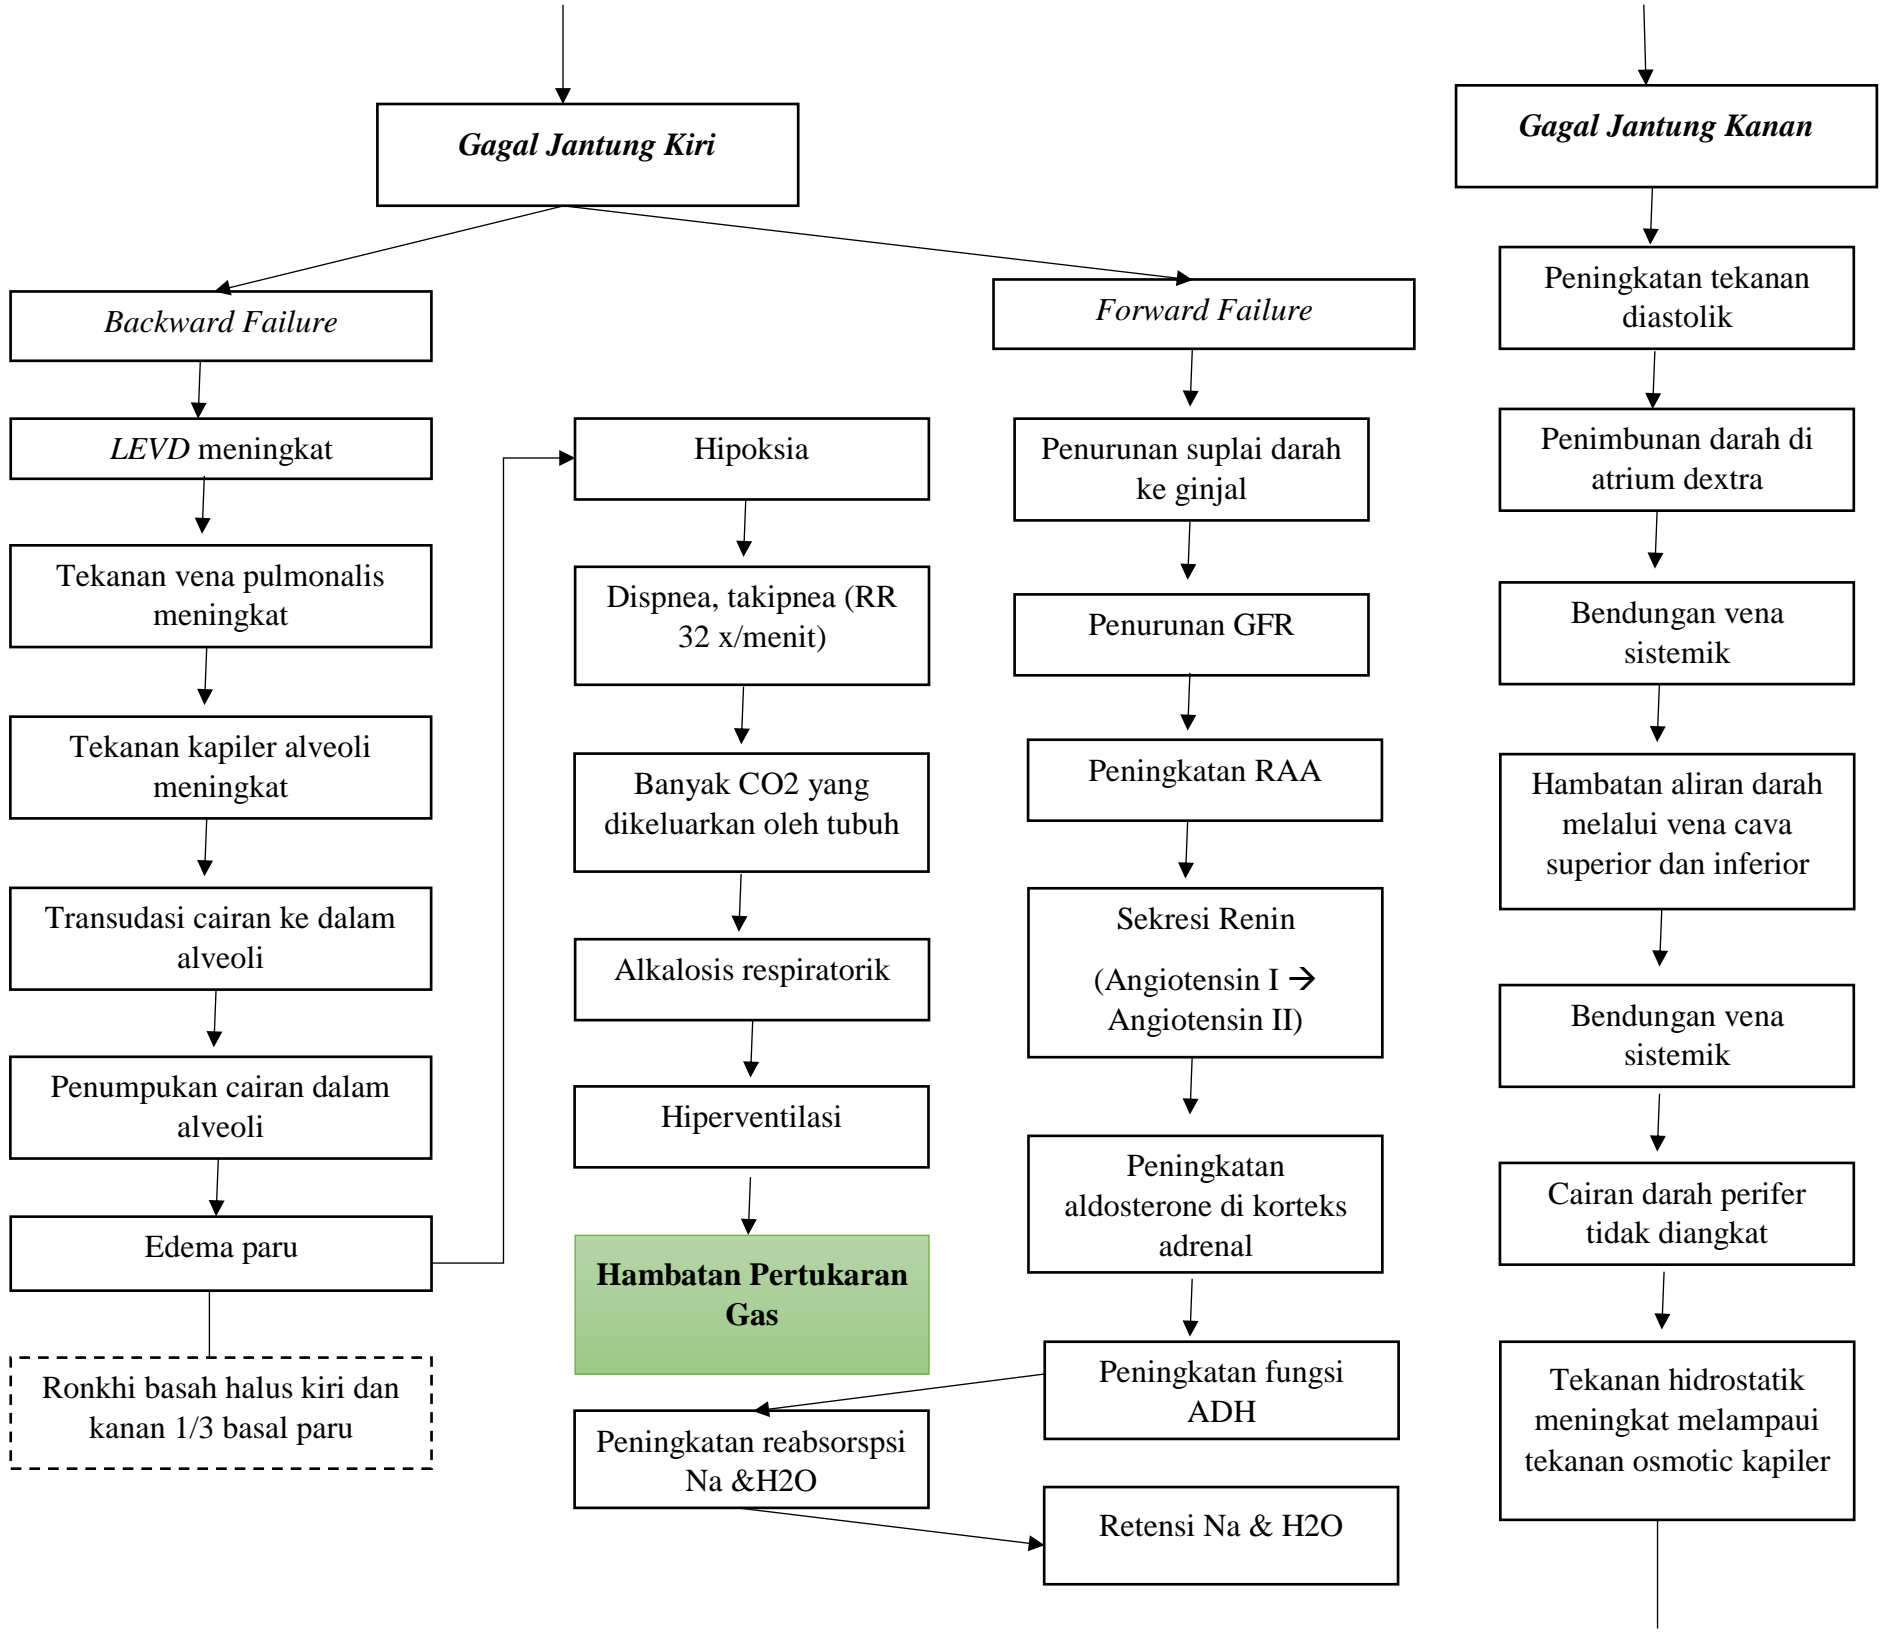 Gagal Jantung Kiri
Backward Failure
LEVD meningkat
Tekanan vena pulmonalis
meningkat
Tekanan kapiler alveoli
meningkat
Transudasi cairan ke dalam
alveoli
Penumpukan cairan dalam
alveoli
Edema paru
Ronkhi basah halus kiri dan
kanan 1/3 basal paru
Hipoksia
Dispnea, takipnea (RR
32 x/menit)
Banyak CO2 yang
dikeluarkan oleh tubuh
Alkalosis respiratorik
Hiperventilasi
Hambatan Pertukaran
Gas
Forward Failure
Penurunan suplai darah
ke ginjal
Penurunan GFR
Peningkatan RAA
Sekresi Renin
(Angiotensin I →
Angiotensin II)
Peningkatan
aldosterone di korteks
adrenal
Peningkatan fungsi
ADH
Peningkatan reabsorspsi
Na &H2O
Retensi Na & H2O
Gagal Jantung Kanan
Peningkatan tekanan
diastolik
Penimbunan darah di
atrium dextra
Bendungan vena
sistemik
Hambatan aliran darah
melalui vena cava
superior dan inferior
Bendungan vena
sistemik
Cairan darah perifer
tidak diangkat
Tekanan hidrostatik
meningkat melampaui
tekanan osmotic kapiler